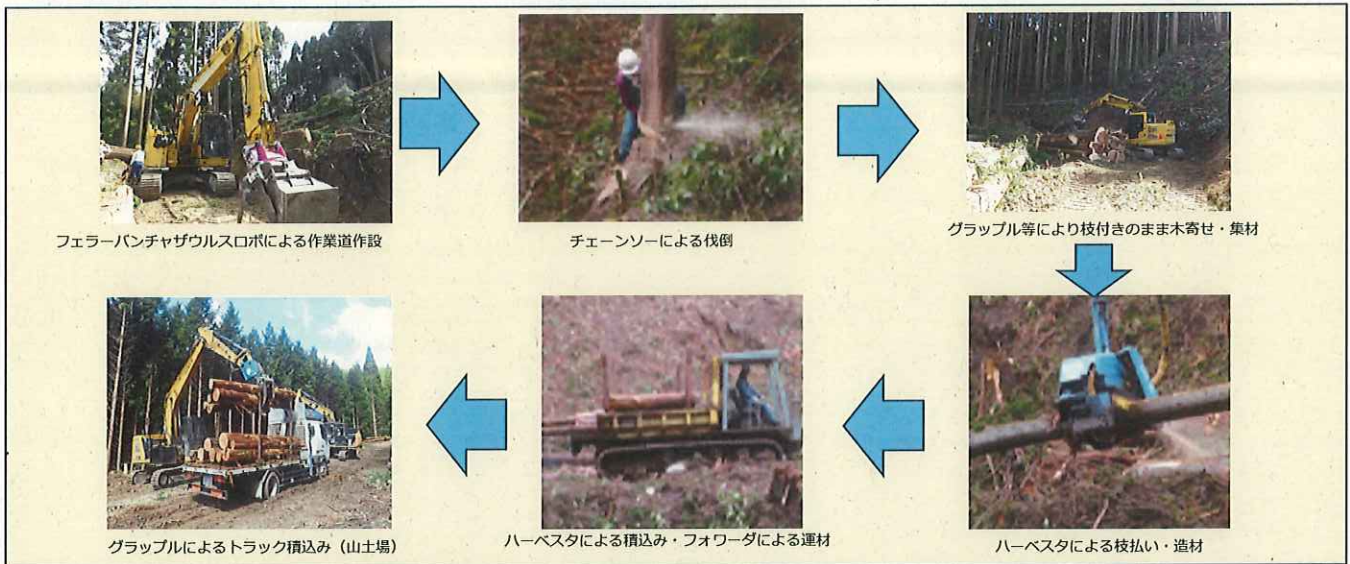 フェラーバンチャザウルスロボによる作業道作設
チェーンソーによる伐倒
グラップル等により枝付きのまま木寄せ・集材
ハーベスタによる枝払い・造材
ハーベスタによる積込み・フォワーダによる運材
グラップルによるトラック積込み（山土場）